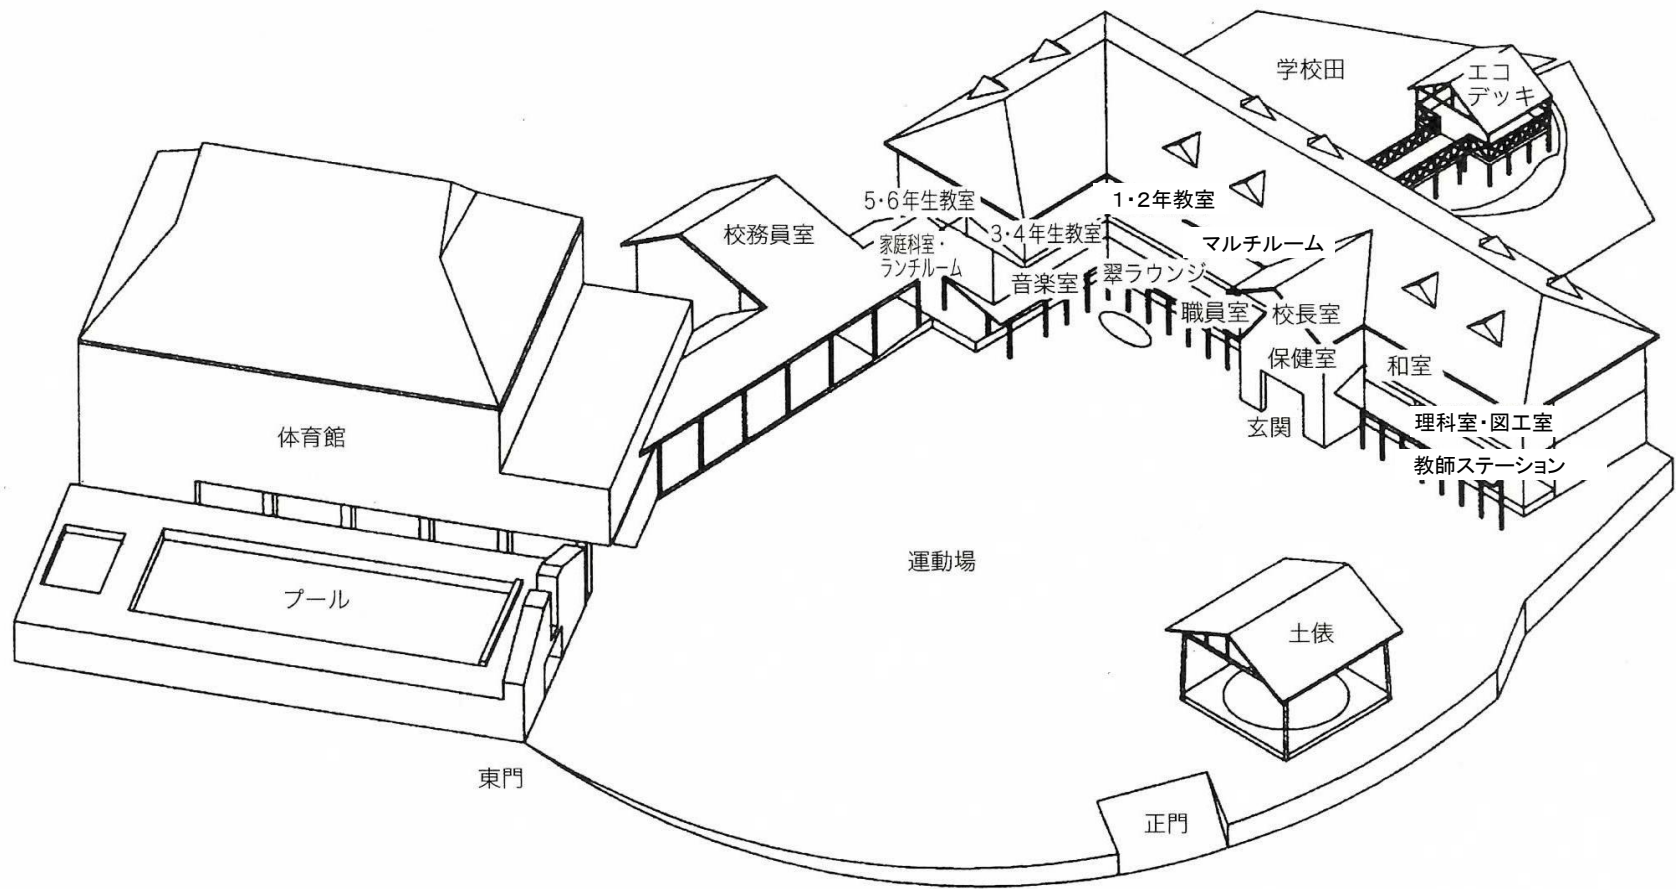 学校田
エコ
デッキ
5・6年生教室
1・2年教室
校務員室
3・4年生教室
マルチルーム
家庭科室・
ランチルーム
音楽室
翠ラウンジ
職員室
校長室
保健室
和室
理科室・図工室
玄関
教師ステーション
体育館
運動場
プール
土俵
東門
正門